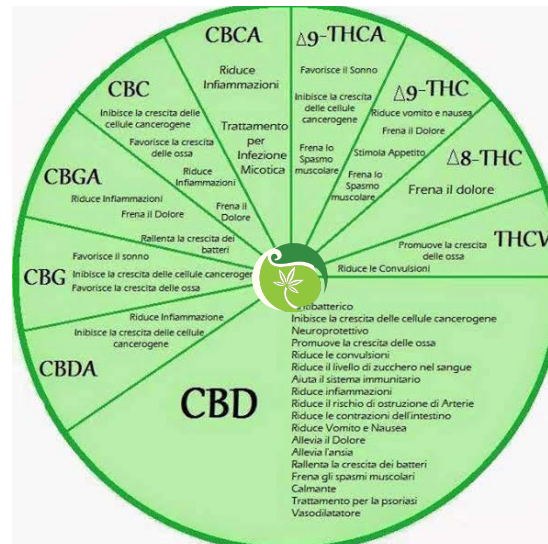 CBCA
Riduce
Infiammazioni
Trattamento
per
Infezione
Micotica
Δ9-THCA
Favorisce il Sonno
Inibisce la crescita
delle cellule
cancerogene
Frena lo
Spasmo
muscolare
Δ9-THC
Riduce vomito e nausea
Frena il Dolore
Stimola Appetito
Frena lo
Spasmo
muscolare
Δ8-THC
Frena il dolore
THCV
Promuove la crescita
delle ossa
Riduce le Convulsioni
CBC
Inibisce la crescita delle
cellule cancerogene
Favorisce la crescita
delle ossa
Riduce
Infiammazioni
Frena il
Dolore
CBGA
Riduce Infiammazioni
Frena il Dolore
Rallenta la crescita dei
batteri
CBG
Favorisce il sonno
Inibisce la crescita delle cellule
Favorisce la crescita delle ossa
CBDA
Riduce Infiammazione
Inibisce la crescita delle cellule
cancerogene
CBD
Inibisce la crescita delle cellule cancerogene
Neuroprotettivo
Promuove la crescita delle ossa
Riduce le convulsioni
Riduce il livello di zucchero nel sangue
Aiuta il sistema immunitario
Riduce infiammazioni
Riduce il rischio di ostruzione di Arterie
Riduce le contrazioni dell'intestino
Riduce Vomito e Nausea
Allevia il Dolore
Allevia l'ansia
Rallenta la crescita dei batteri
Frena gli spasmi muscolari
Calmante
Trattamento per la psoriasi
Vasodilatatore